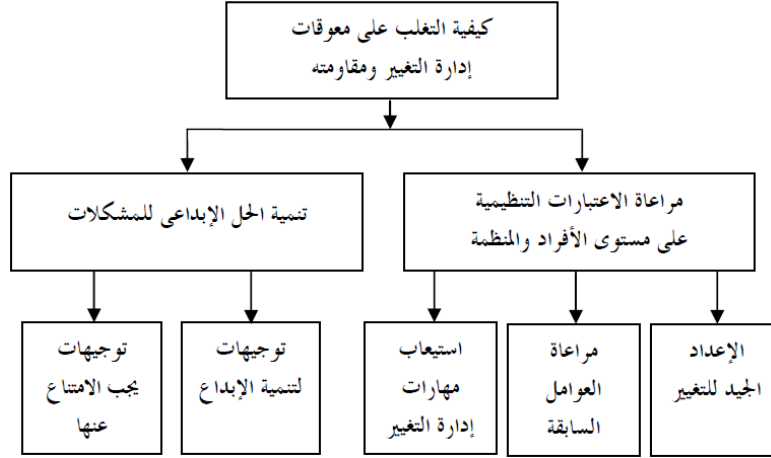 كيفية التغلب على معوقات
إدارة التغيير ومقاومته
مراعاة الاعتبارات التنظيمية
على مستوى الأفراد والمنظمة
تنمية الحل الإبداعى للمشكلات
الإعداد
الجيد للتغيير
مراعاة
العوامل
السابقة
استيعاب
مهارات
إدارة التغيير
توجيهات
لتنمية الإبداع
توجيهات
يجب الامتناع
عنها